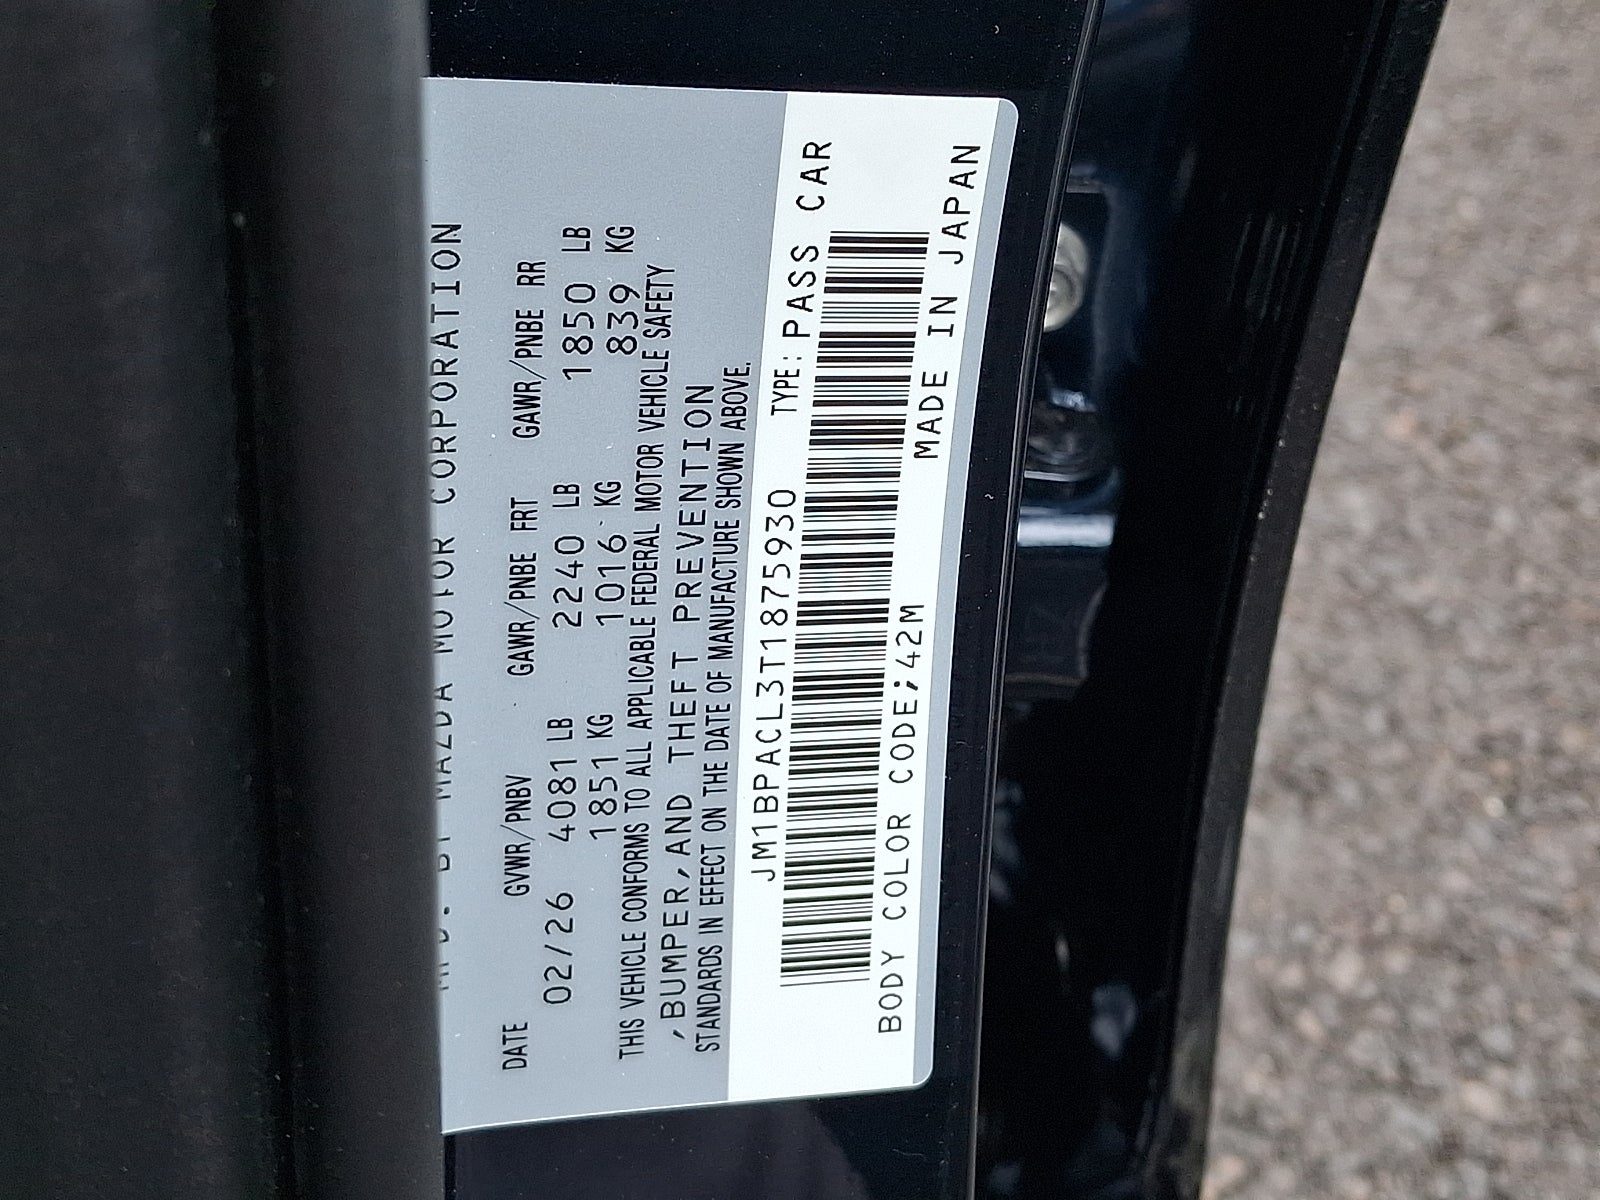 MFD. BY MAZDA MOTOR CORPORATION
DATE GVWR/PNBV GAWR/PNBE FRT GAWR/PNBE RR
02/26 4081 LB 2240 LB 1850 LB
1851 KG 1016 KG 839 KG
THIS VEHICLE CONFORMS TO ALL APPLICABLE FEDERAL MOTOR VEHICLE SAFETY
,BUMPER,AND THEFT PREVENTION
STANDARDS IN EFFECT ON THE DATE OF MANUFACTURE SHOWN ABOVE.
JM1BPACL3T1875930 TYPE: PASS CAR
BODY COLOR CODE;42M MADE IN JAPAN